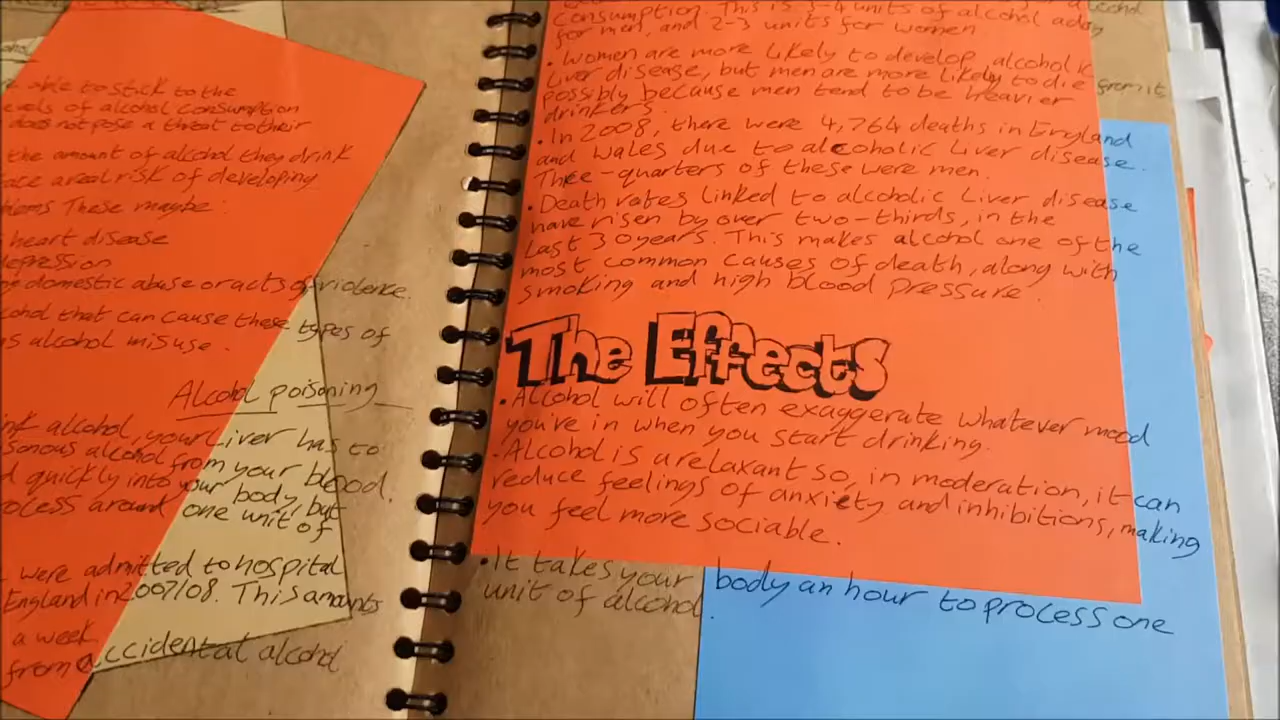 able to stick to the
levels of alcohol consumption
does not pose a threat to their
the amount of alcohol they drink
are a real risk of developing
These maybe:
heart disease
depression
domestic abuse or acts of violence.
that can cause these types of
alcohol misuse.
Alcohol poisoning
alcohol, your Liver has to
alcohol from your blood.
quickly into your body, but
process around one unit of
were admitted to hospital
England in 2007/08. This amounts
a week
from accidental alcohol
alcohol
consumption. This is 3-4 units of alcohol a day
for men, and 2-3 units for women
• Women are more likely to develop alcoholic
Liver disease, but men are more likely to die from it
possibly because men tend to be heavier
drinkers.
• In 2008, there were 4,764 deaths in England
and Wales due to alcoholic Liver disease.
Three-quarters of these were men.
• Death rates linked to alcoholic Liver disease
have risen by over two-thirds, in the
last 30 years. This makes alcohol one of the
most common causes of death, along with
smoking and high blood pressure.
The Effects
• Alcohol will often exaggerate whatever mood
you're in when you start drinking.
• Alcohol is a relaxant so, in moderation, it can
reduce feelings of anxiety and inhibitions, making
you feel more sociable.
• It takes your body an hour to process one
unit of alcohol.